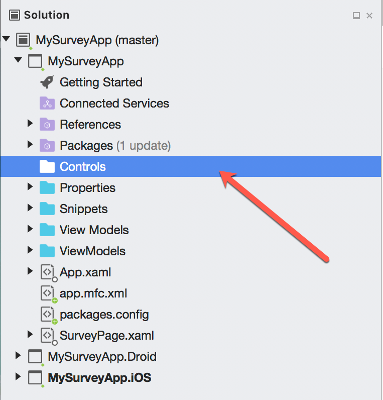 Solution
MySurveyApp (master)
MySurveyApp
Getting Started
Connected Services
References
Packages (1 update)
Controls
Properties
Snippets
View Models
ViewModels
App.xaml
app.mfc.xml
packages.config
SurveyPage.xaml
MySurveyApp.Droid
MySurveyApp.iOS